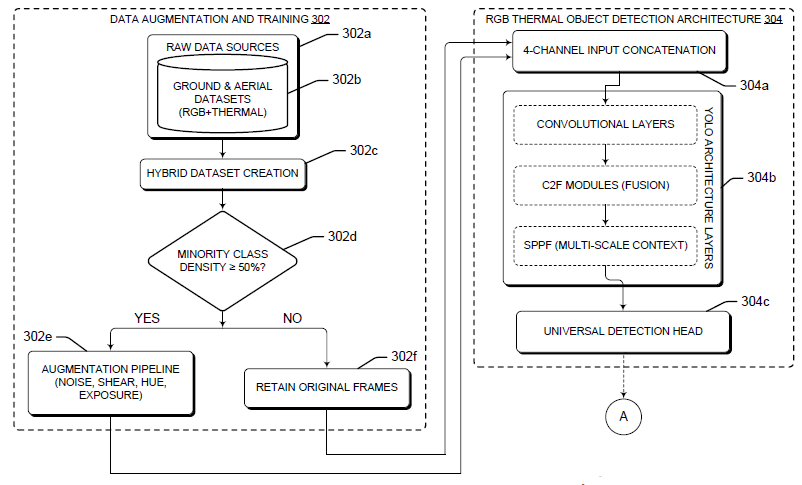 DATA AUGMENTATION AND TRAINING 302
302a
RAW DATA SOURCES
302b
GROUND & AERIAL
DATASETS
(RGB+THERMAL)
302c
HYBRID DATASET CREATION
302d
MINORITY CLASS
DENSITY ≥ 50%?
YES
NO
302e
AUGMENTATION PIPELINE
(NOISE, SHEAR, HUE,
EXPOSURE)
302f
RETAIN ORIGINAL FRAMES
RGB THERMAL OBJECT DETECTION ARCHITECTURE 304
4-CHANNEL INPUT CONCATENATION
304a
CONVOLUTIONAL LAYERS
C2F MODULES (FUSION)
SPPF (MULTI-SCALE CONTEXT)
YOLO ARCHITECTURE LAYERS
304b
304c
UNIVERSAL DETECTION HEAD
A